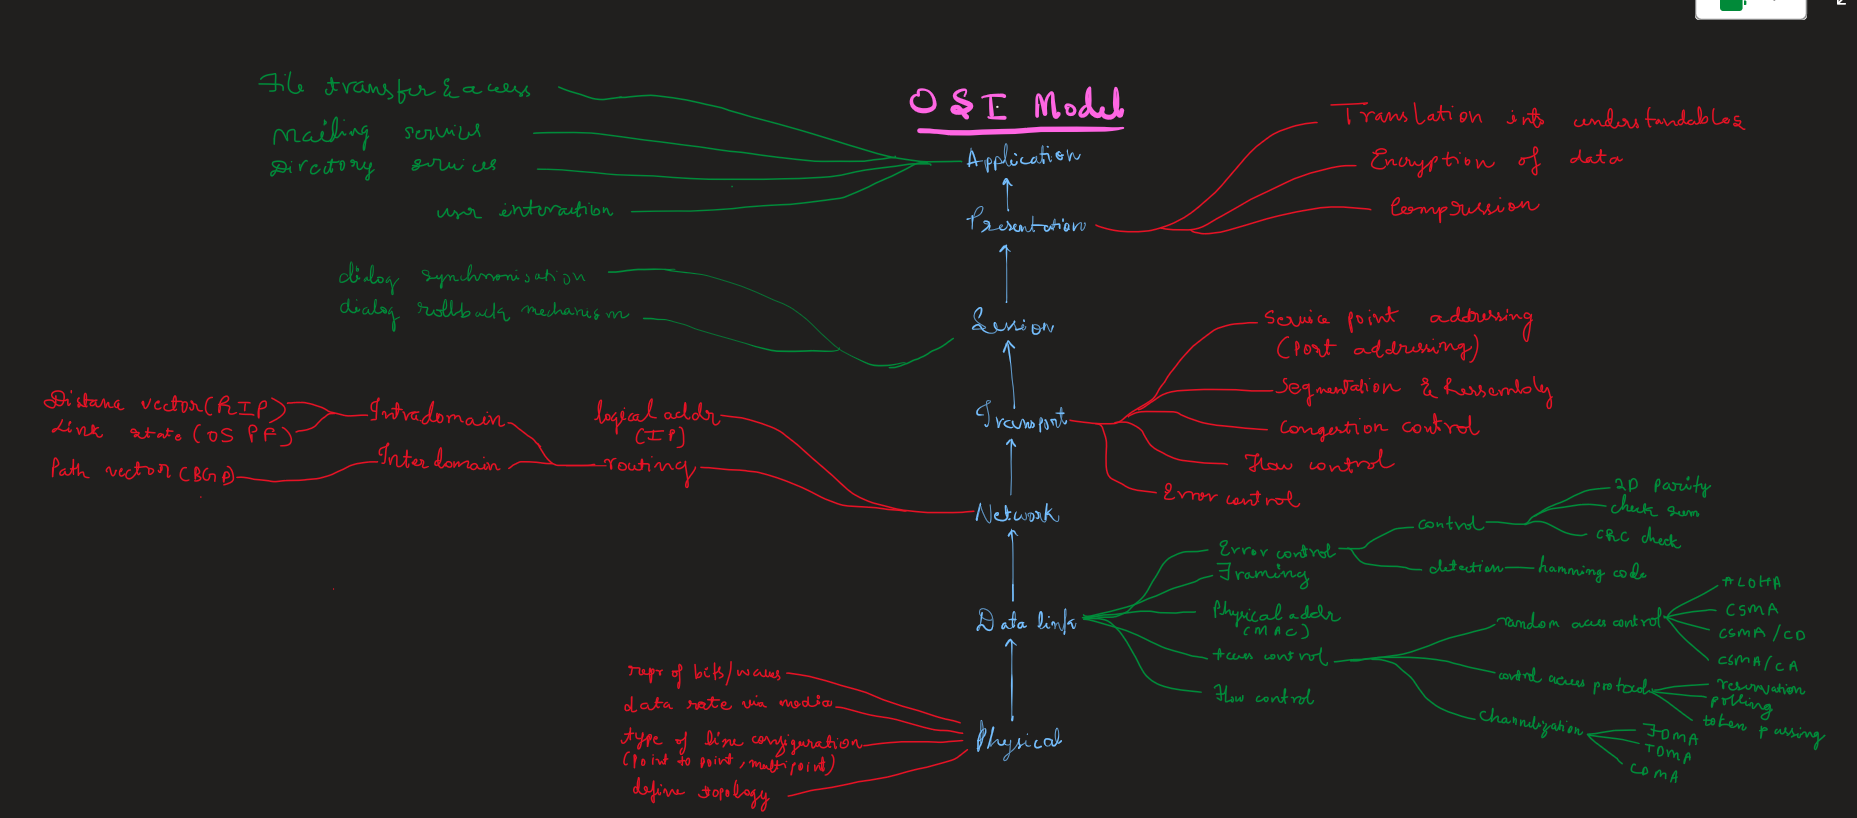 OSI Model
File transfer & access
Mailing services
Directory services
user interaction
Application
Translation into understandables
Encryption of data
Compression
Presentation
dialog synchronisation
dialog rollback mechanism
Session
Service point addressing
(Port addressing)
Segmentation & Ressembly
Congestion control
Flow control
Error control
Transport
Distance vector (RIP)
Link state (OSPF)
Path vector (BGP)
Intradomain
Interdomain
logical addr
(IP)
routing
Network
Error control
control
2D parity
check sum
CRC check
detection
hamming code
Framing
Physical addr
(MAC)
Access control
random access control
ALOHA
CSMA
CSMA/CD
CSMA/CA
control access protocol
reservation
polling
token passing
Channelization
FDMA
TDMA
CDMA
Flow control
Data link
repr of bits/waves
data rate via media
type of line configuration
(point to point, multipoint)
define topology
Physical